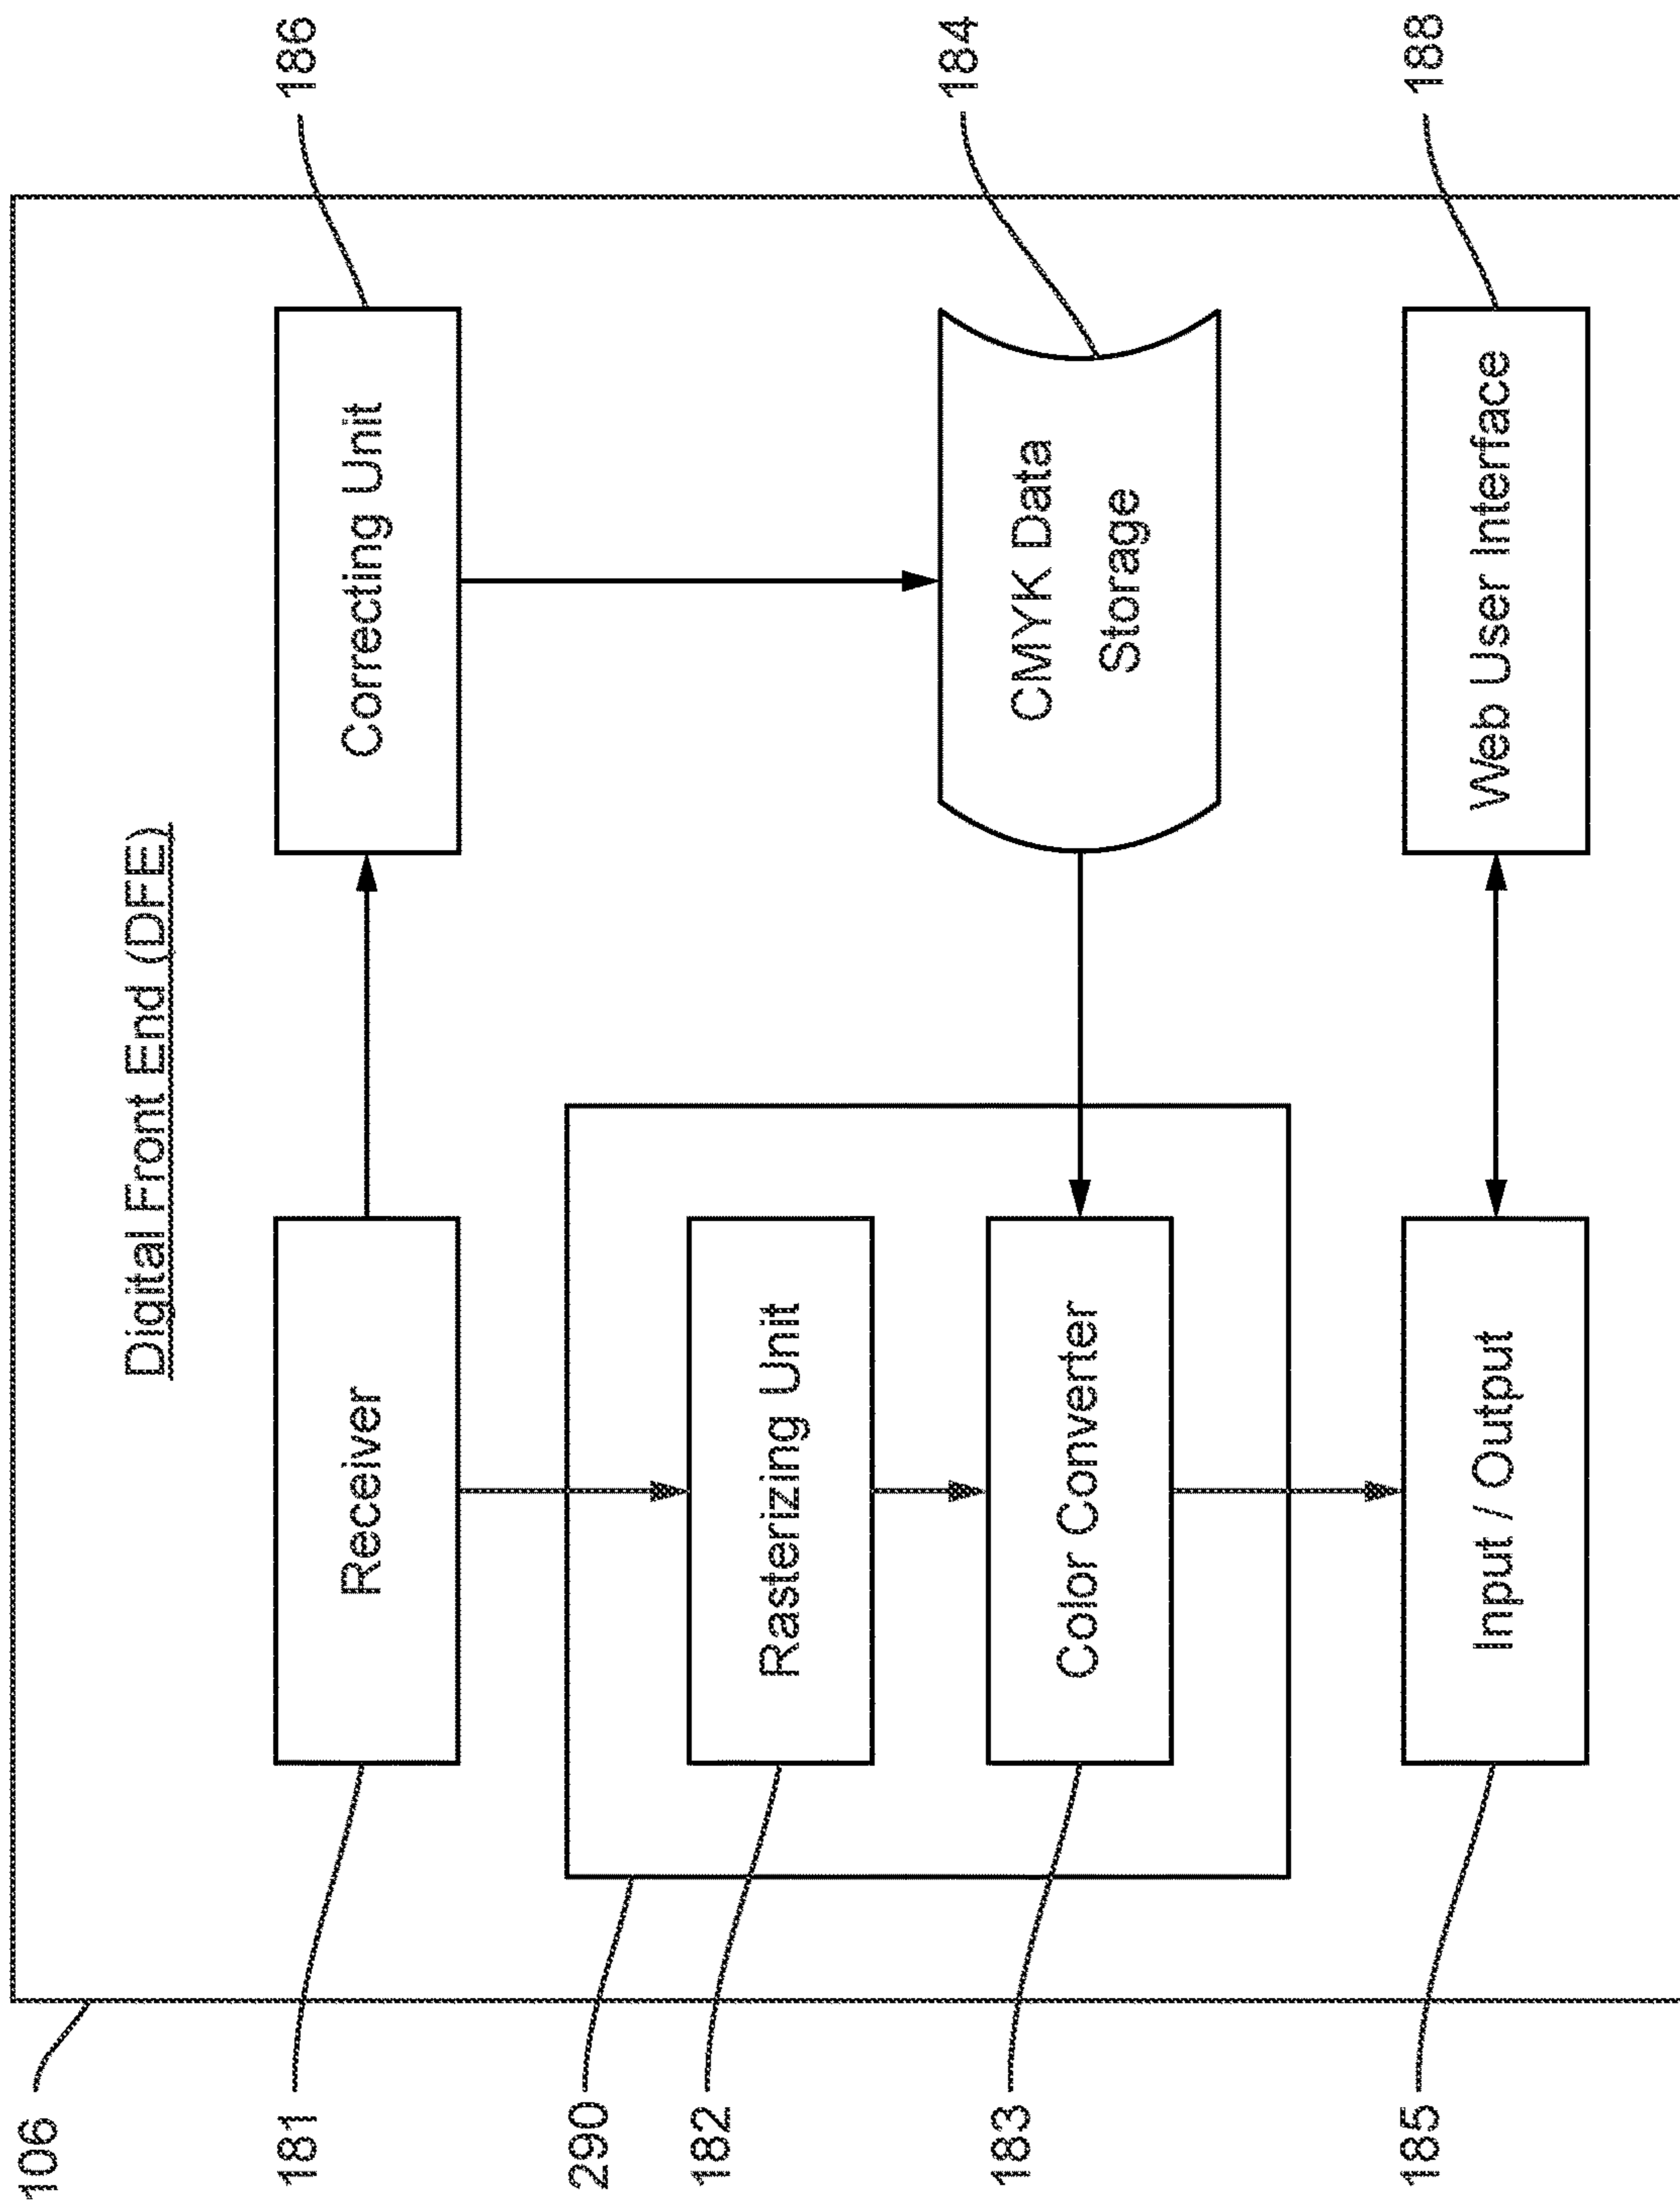 Digital Front End (DFE)
106
181
Receiver
Correcting Unit
186
290
182
Rasterizing Unit
183
Color Converter
CMYK Data
Storage
184
185
Input / Output
Web User Interface
188